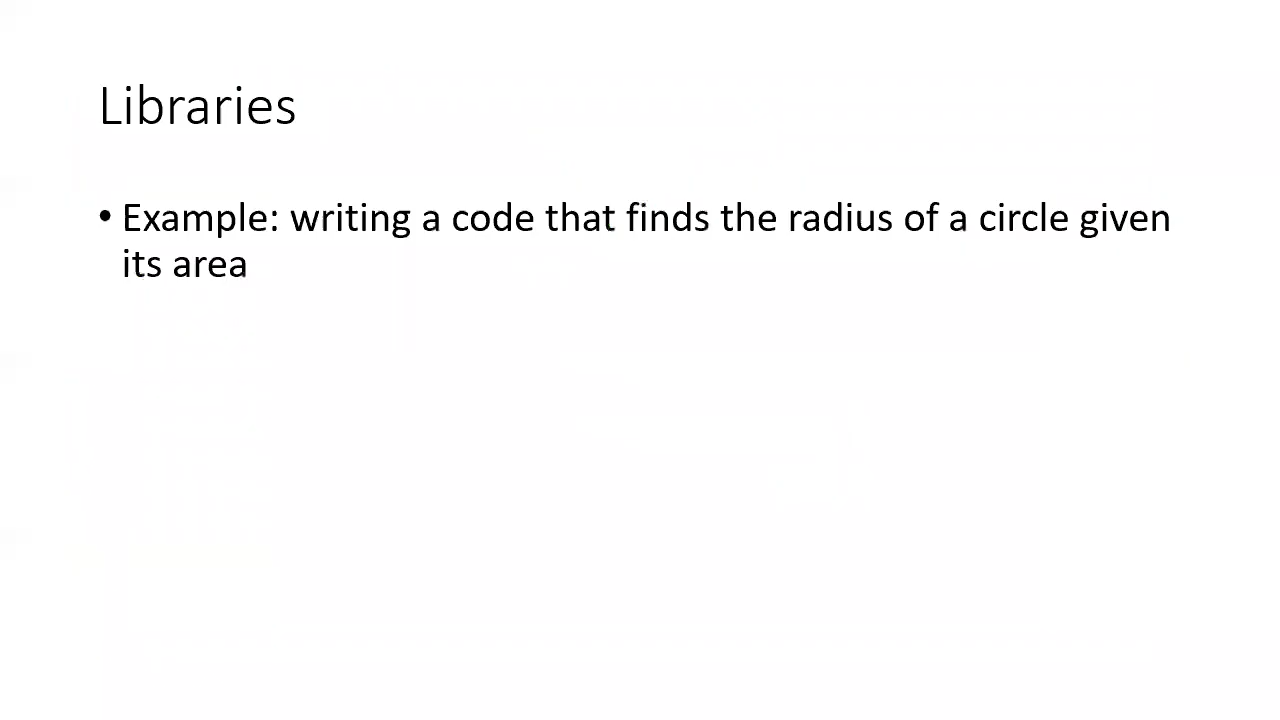 Libraries
• Example: writing a code that finds the radius of a circle given
its area